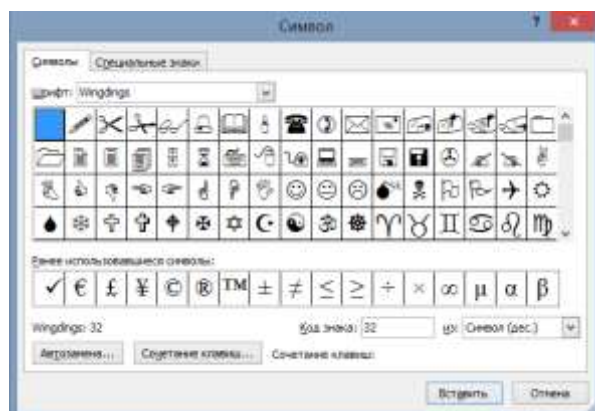 Символ
Символы Специальные знаки
Шрифт: Wingdings
Ранее использовавшиеся символы:
✓ € £ ¥ © ® ™ ± ≠ ≤ ≥ ÷ × ∞ µ α β
Wingdings: 32 Код знака: 32 из: Символ (дес.)
Автозамена... Сочетание клавиш... Сочетание клавиш:
Вставить Отмена